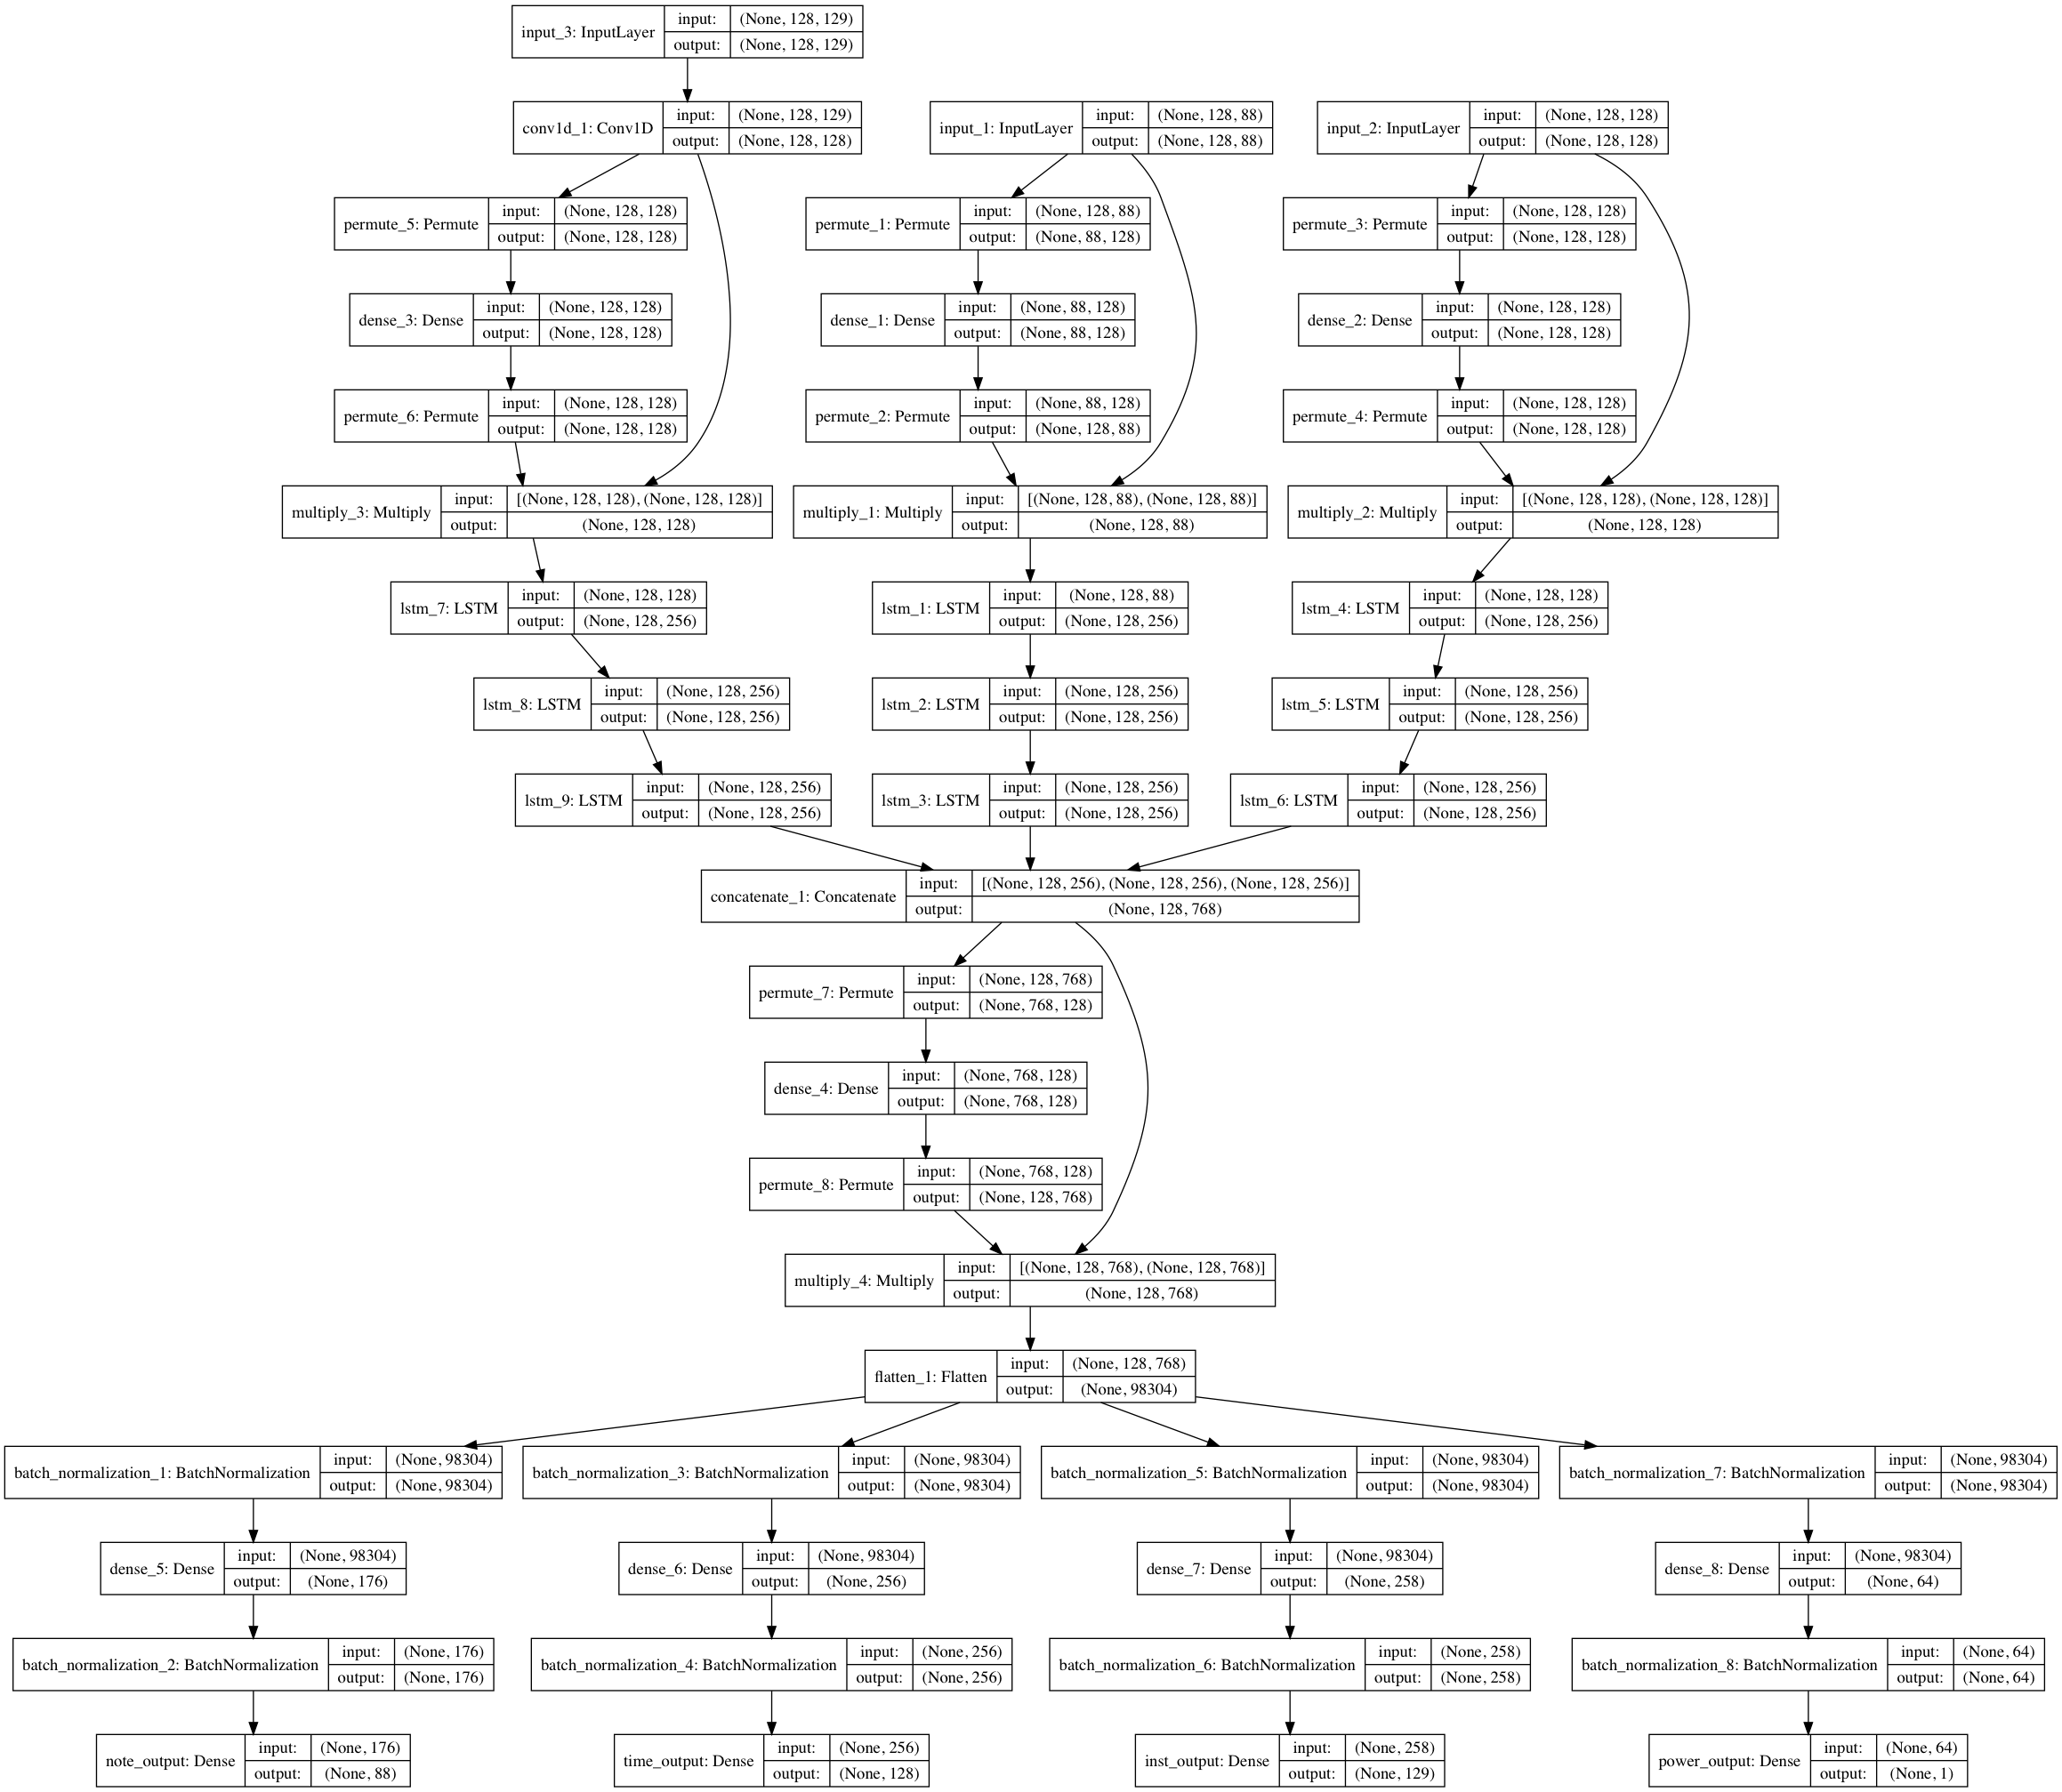 input_3: InputLayer input: (None, 128, 129)
output: (None, 128, 129)
conv1d_1: Conv1D input: (None, 128, 129)
output: (None, 128, 128)
input_1: InputLayer input: (None, 128, 88)
output: (None, 128, 88)
input_2: InputLayer input: (None, 128, 128)
output: (None, 128, 128)
permute_5: Permute input: (None, 128, 128)
output: (None, 128, 128)
permute_1: Permute input: (None, 128, 88)
output: (None, 88, 128)
permute_3: Permute input: (None, 128, 128)
output: (None, 128, 128)
dense_3: Dense input: (None, 128, 128)
output: (None, 128, 128)
dense_1: Dense input: (None, 88, 128)
output: (None, 88, 128)
dense_2: Dense input: (None, 128, 128)
output: (None, 128, 128)
permute_6: Permute input: (None, 128, 128)
output: (None, 128, 128)
permute_2: Permute input: (None, 88, 128)
output: (None, 128, 88)
permute_4: Permute input: (None, 128, 128)
output: (None, 128, 128)
multiply_3: Multiply input: [(None, 128, 128), (None, 128, 128)]
output: (None, 128, 128)
multiply_1: Multiply input: [(None, 128, 88), (None, 128, 88)]
output: (None, 128, 88)
multiply_2: Multiply input: [(None, 128, 128), (None, 128, 128)]
output: (None, 128, 128)
lstm_7: LSTM input: (None, 128, 128)
output: (None, 128, 256)
lstm_1: LSTM input: (None, 128, 88)
output: (None, 128, 256)
lstm_4: LSTM input: (None, 128, 128)
output: (None, 128, 256)
lstm_8: LSTM input: (None, 128, 256)
output: (None, 128, 256)
lstm_2: LSTM input: (None, 128, 256)
output: (None, 128, 256)
lstm_5: LSTM input: (None, 128, 256)
output: (None, 128, 256)
lstm_9: LSTM input: (None, 128, 256)
output: (None, 128, 256)
lstm_3: LSTM input: (None, 128, 256)
output: (None, 128, 256)
lstm_6: LSTM input: (None, 128, 256)
output: (None, 128, 256)
concatenate_1: Concatenate input: [(None, 128, 256), (None, 128, 256), (None, 128, 256)]
output: (None, 128, 768)
permute_7: Permute input: (None, 128, 768)
output: (None, 768, 128)
dense_4: Dense input: (None, 768, 128)
output: (None, 768, 128)
permute_8: Permute input: (None, 768, 128)
output: (None, 128, 768)
multiply_4: Multiply input: [(None, 128, 768), (None, 128, 768)]
output: (None, 128, 768)
flatten_1: Flatten input: (None, 128, 768)
output: (None, 98304)
batch_normalization_1: BatchNormalization input: (None, 98304)
output: (None, 98304)
batch_normalization_3: BatchNormalization input: (None, 98304)
output: (None, 98304)
batch_normalization_5: BatchNormalization input: (None, 98304)
output: (None, 98304)
batch_normalization_7: BatchNormalization input: (None, 98304)
output: (None, 98304)
dense_5: Dense input: (None, 98304)
output: (None, 176)
dense_6: Dense input: (None, 98304)
output: (None, 256)
dense_7: Dense input: (None, 98304)
output: (None, 258)
dense_8: Dense input: (None, 98304)
output: (None, 64)
batch_normalization_2: BatchNormalization input: (None, 176)
output: (None, 176)
batch_normalization_4: BatchNormalization input: (None, 256)
output: (None, 256)
batch_normalization_6: BatchNormalization input: (None, 258)
output: (None, 258)
batch_normalization_8: BatchNormalization input: (None, 64)
output: (None, 64)
note_output: Dense input: (None, 176)
output: (None, 88)
time_output: Dense input: (None, 256)
output: (None, 128)
inst_output: Dense input: (None, 258)
output: (None, 129)
power_output: Dense input: (None, 64)
output: (None, 1)